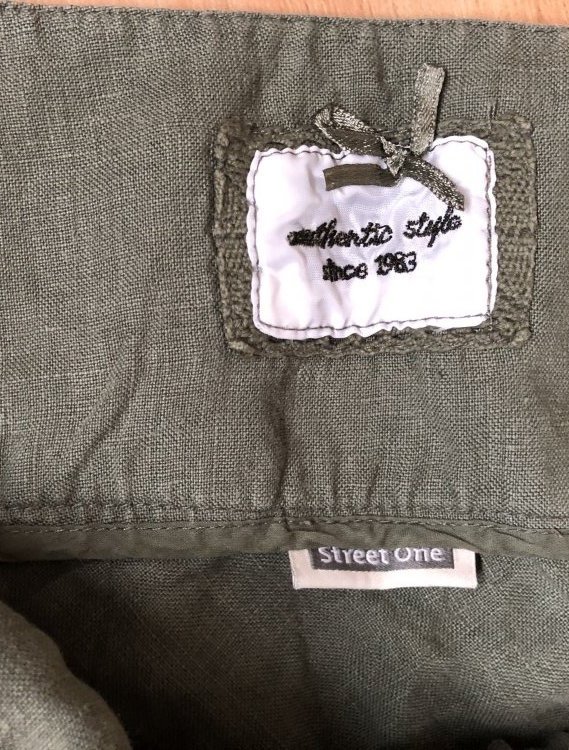 authentic style
since 1983
Street One